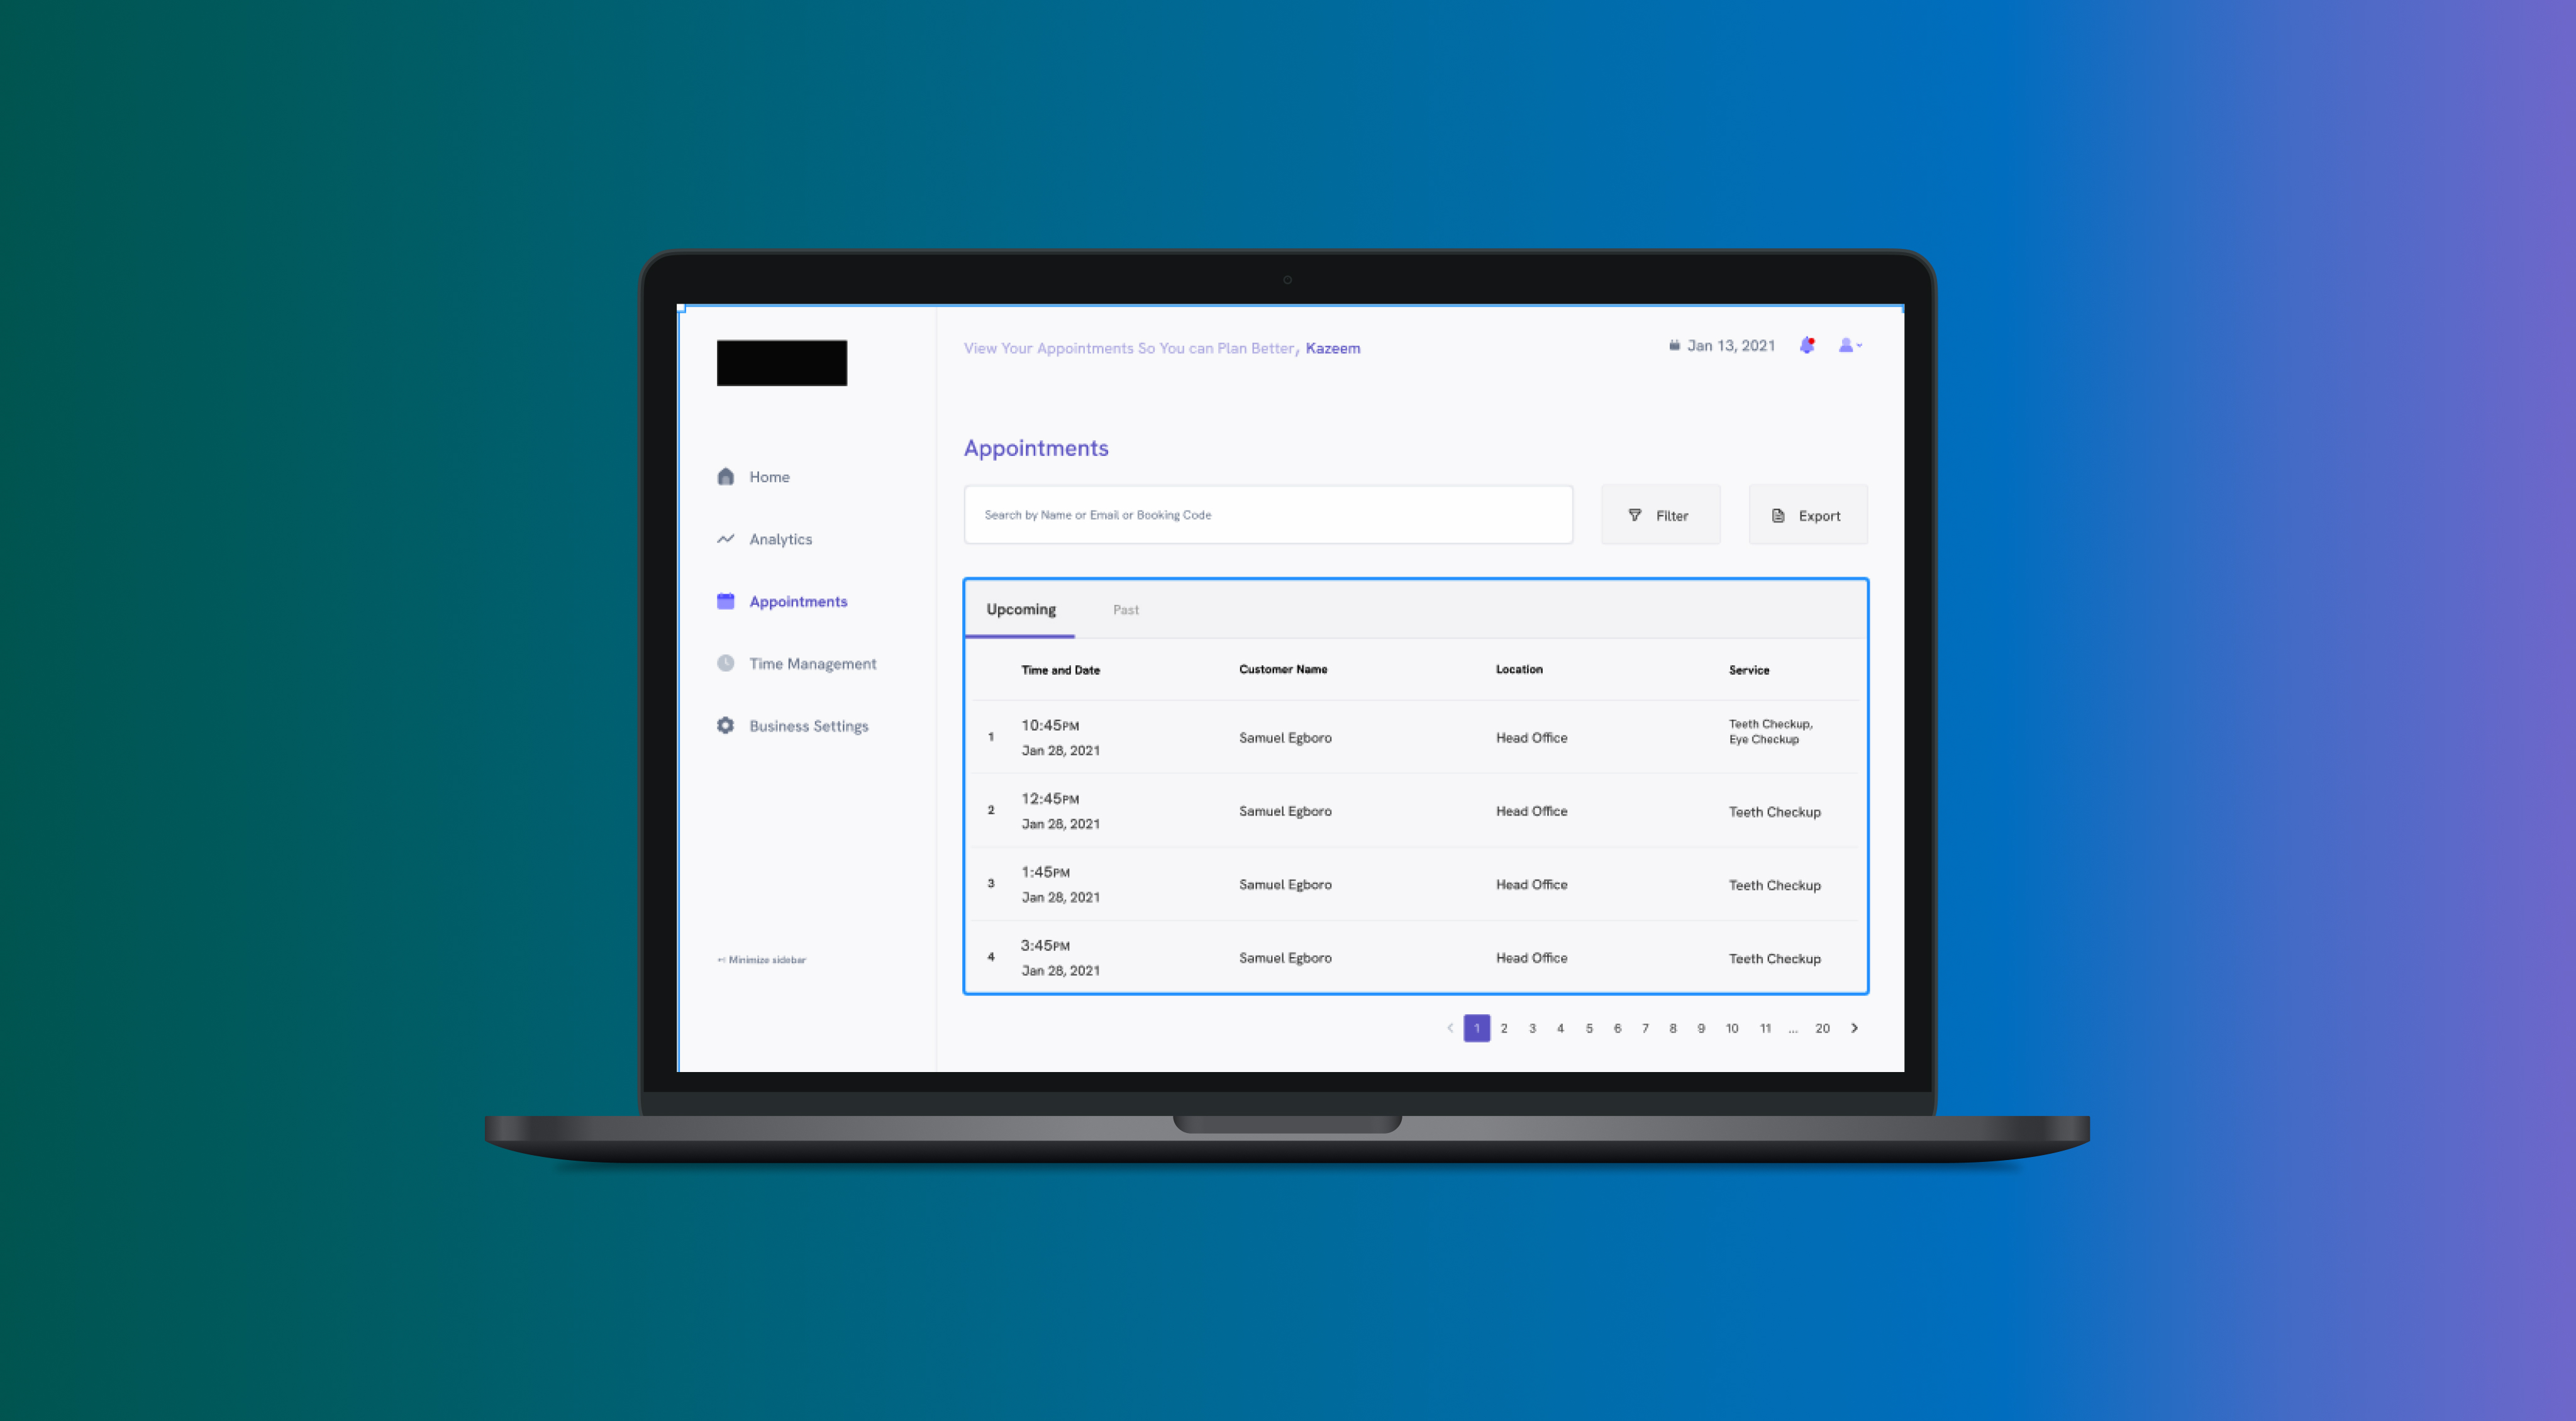 View Your Appointments So You can Plan Better, Kazeem
Jan 13, 2021
Home
Analytics
Appointments
Time Management
Business Settings
Minimize sidebar
Appointments
Search by Name or Email or Booking Code
Filter
Export
Upcoming
Past
Time and Date
Customer Name
Location
Service
1
10:45PM
Jan 28, 2021
Samuel Egboro
Head Office
Teeth Checkup,
Eye Checkup
2
12:45PM
Jan 28, 2021
Samuel Egboro
Head Office
Teeth Checkup
3
1:45PM
Jan 28, 2021
Samuel Egboro
Head Office
Teeth Checkup
4
3:45PM
Jan 28, 2021
Samuel Egboro
Head Office
Teeth Checkup
1 2 3 4 5 6 7 8 9 10 11 ... 20